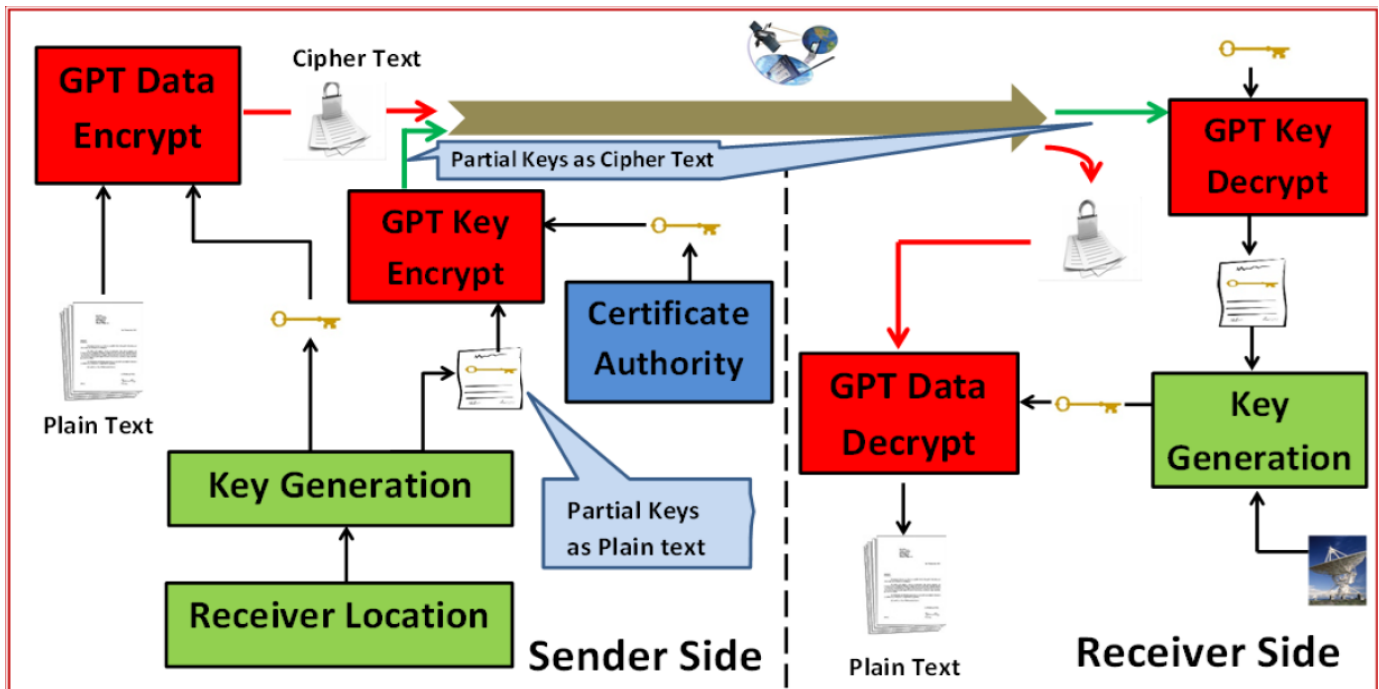 GPT Data
Encrypt
Cipher Text
Partial Keys as Cipher Text
GPT Key
Decrypt
GPT Key
Encrypt
Certificate
Authority
Plain Text
GPT Data
Decrypt
Key
Generation
Key Generation
Partial Keys
as Plain text
Receiver Location
Sender Side
Plain Text
Receiver Side